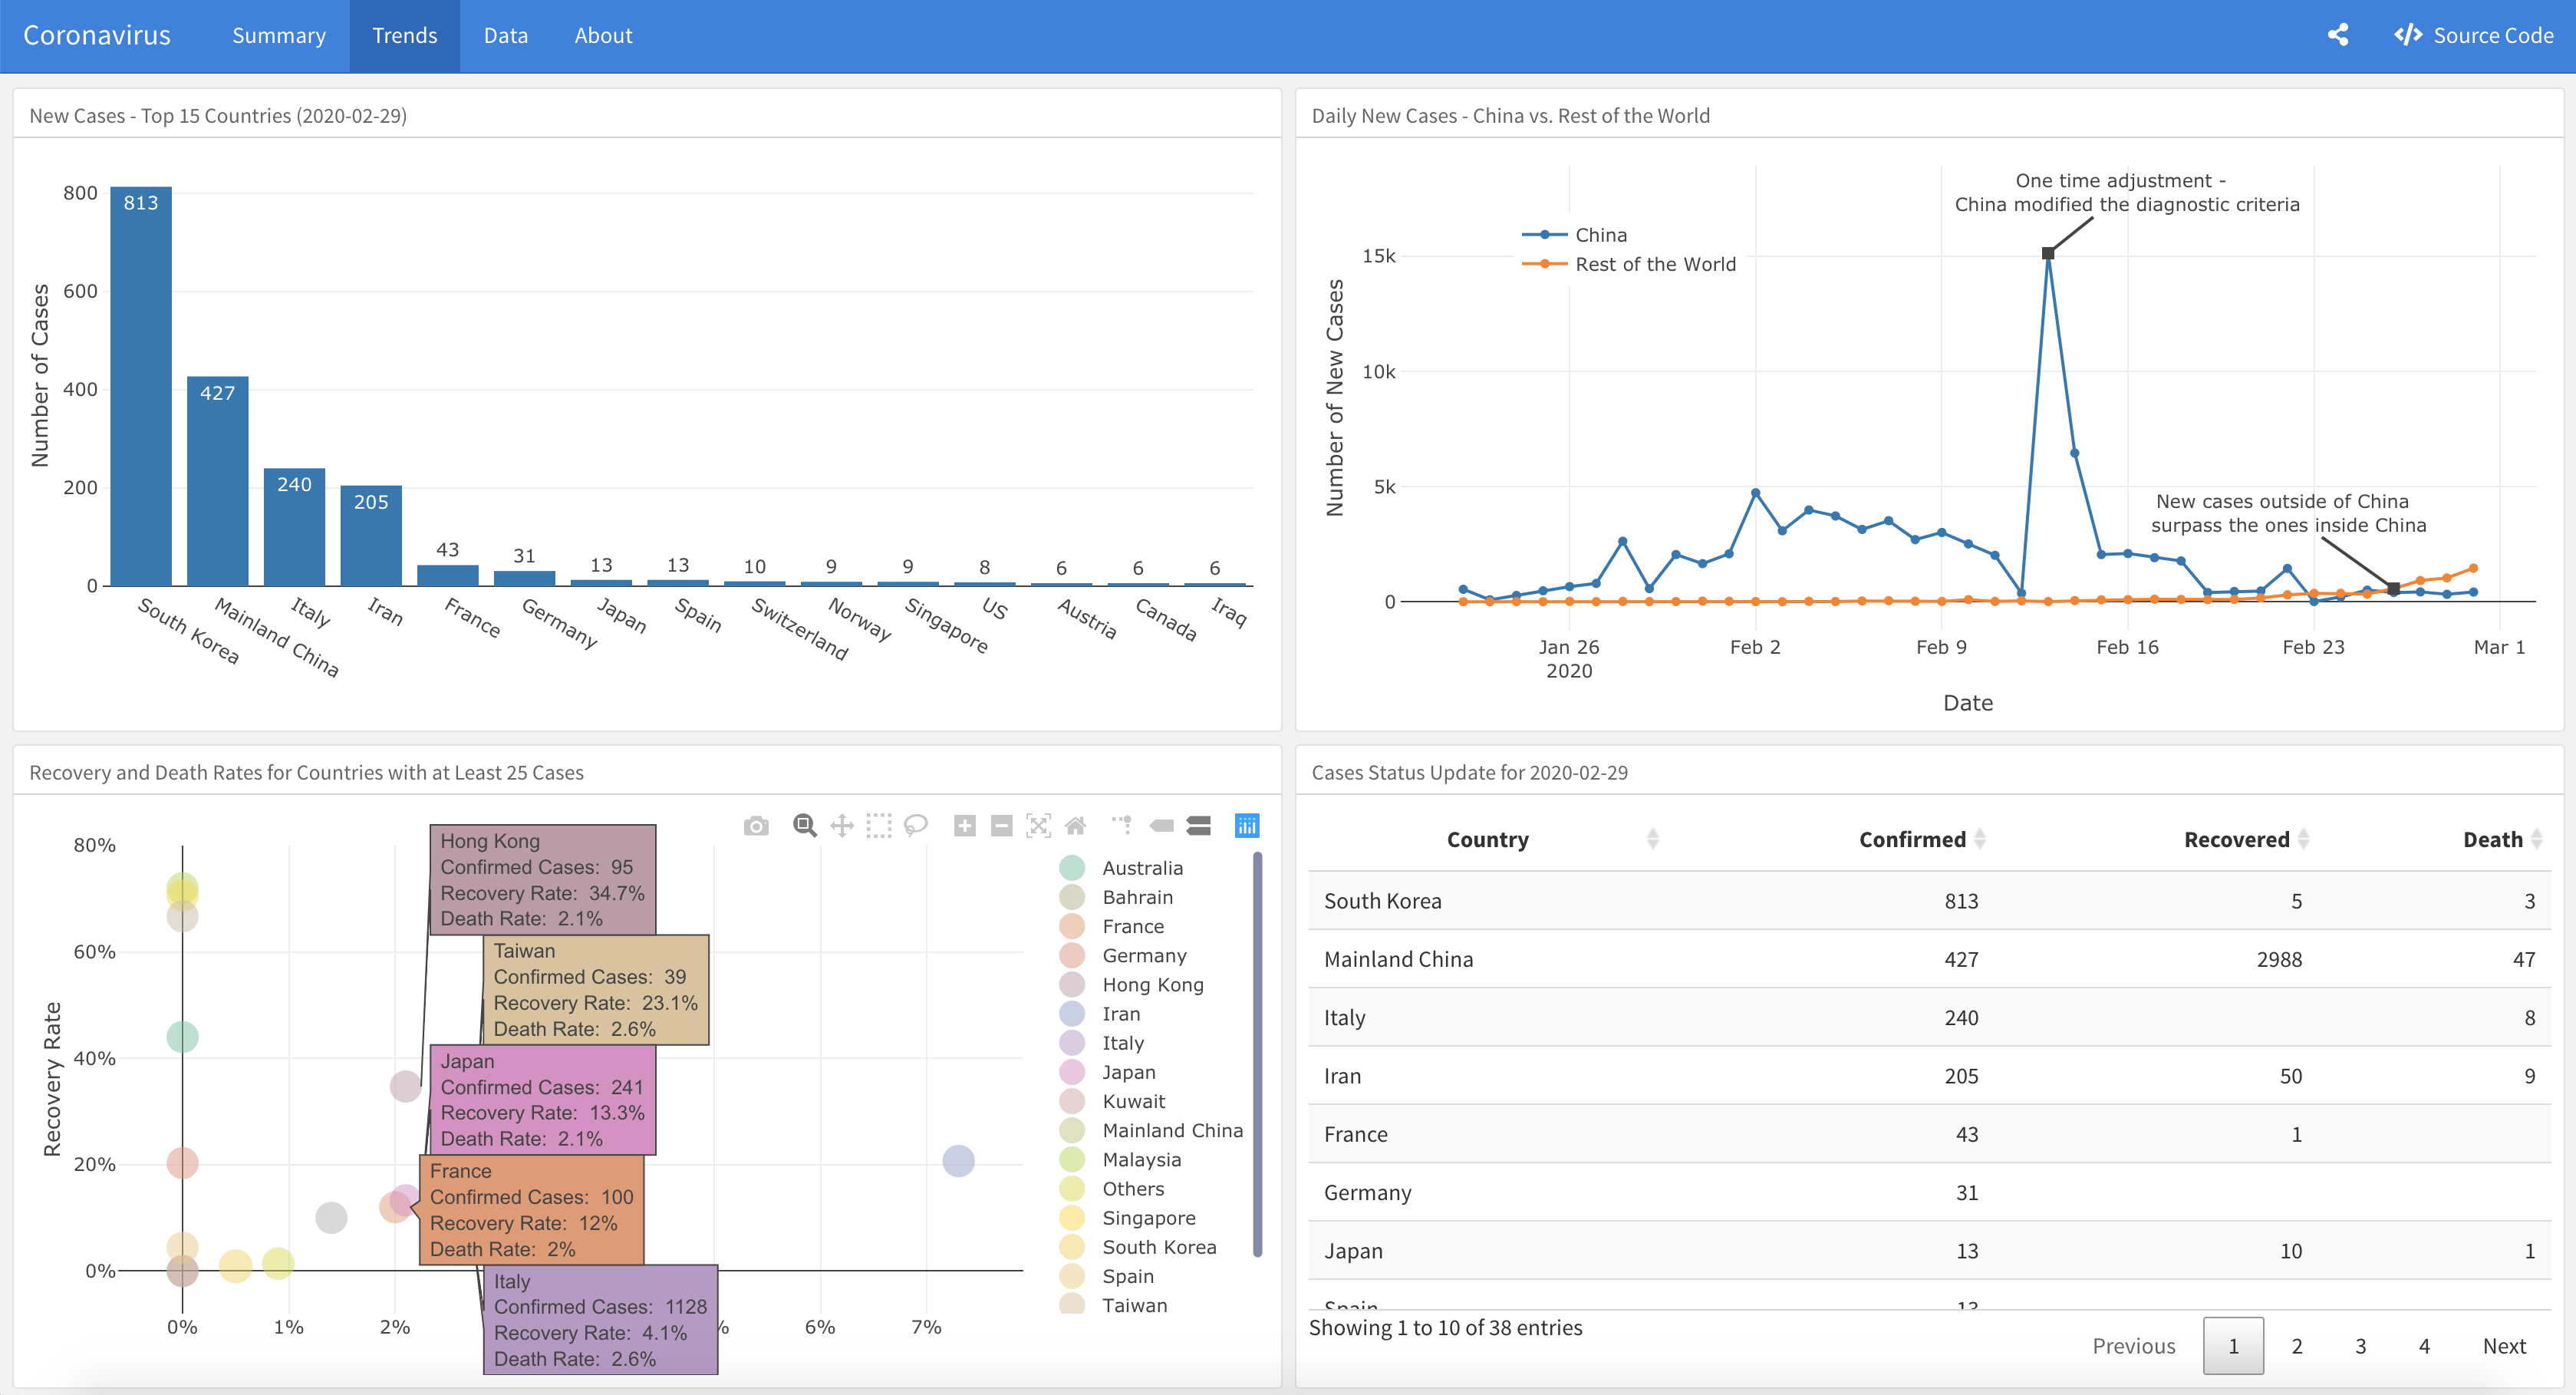 Coronavirus Summary Trends Data About Source Code
New Cases - Top 15 Countries (2020-02-29)
Number of Cases
800
600
400
200
0
813
427
240
205
43
31
13
13
10
9
9
8
6
6
6
South Korea
Mainland China
Italy
Iran
France
Germany
Japan
Spain
Switzerland
Norway
Singapore
US
Austria
Canada
Iraq
Daily New Cases - China vs. Rest of the World
One time adjustment -
China modified the diagnostic criteria
China
Rest of the World
Number of New Cases
15k
10k
5k
0
New cases outside of China
surpass the ones inside China
Jan 26
2020
Feb 2
Feb 9
Feb 16
Feb 23
Mar 1
Date
Recovery and Death Rates for Countries with at Least 25 Cases
Recovery Rate
80%
60%
40%
20%
0%
Hong Kong
Confirmed Cases: 95
Recovery Rate: 34.7%
Death Rate: 2.1%
Taiwan
Confirmed Cases: 39
Recovery Rate: 23.1%
Death Rate: 2.6%
Japan
Confirmed Cases: 241
Recovery Rate: 13.3%
Death Rate: 2.1%
France
Confirmed Cases: 100
Recovery Rate: 12%
Death Rate: 2%
Italy
Confirmed Cases: 1128
Recovery Rate: 4.1%
Death Rate: 2.6%
0%
1%
2%
6%
7%
Australia
Bahrain
France
Germany
Hong Kong
Iran
Italy
Japan
Kuwait
Mainland China
Malaysia
Others
Singapore
South Korea
Spain
Taiwan
Cases Status Update for 2020-02-29
Country Confirmed Recovered Death
South Korea 813 5 3
Mainland China 427 2988 47
Italy 240 8
Iran 205 50 9
France 43 1
Germany 31
Japan 13 10 1
Spain 13
Showing 1 to 10 of 38 entries
Previous 1 2 3 4 Next